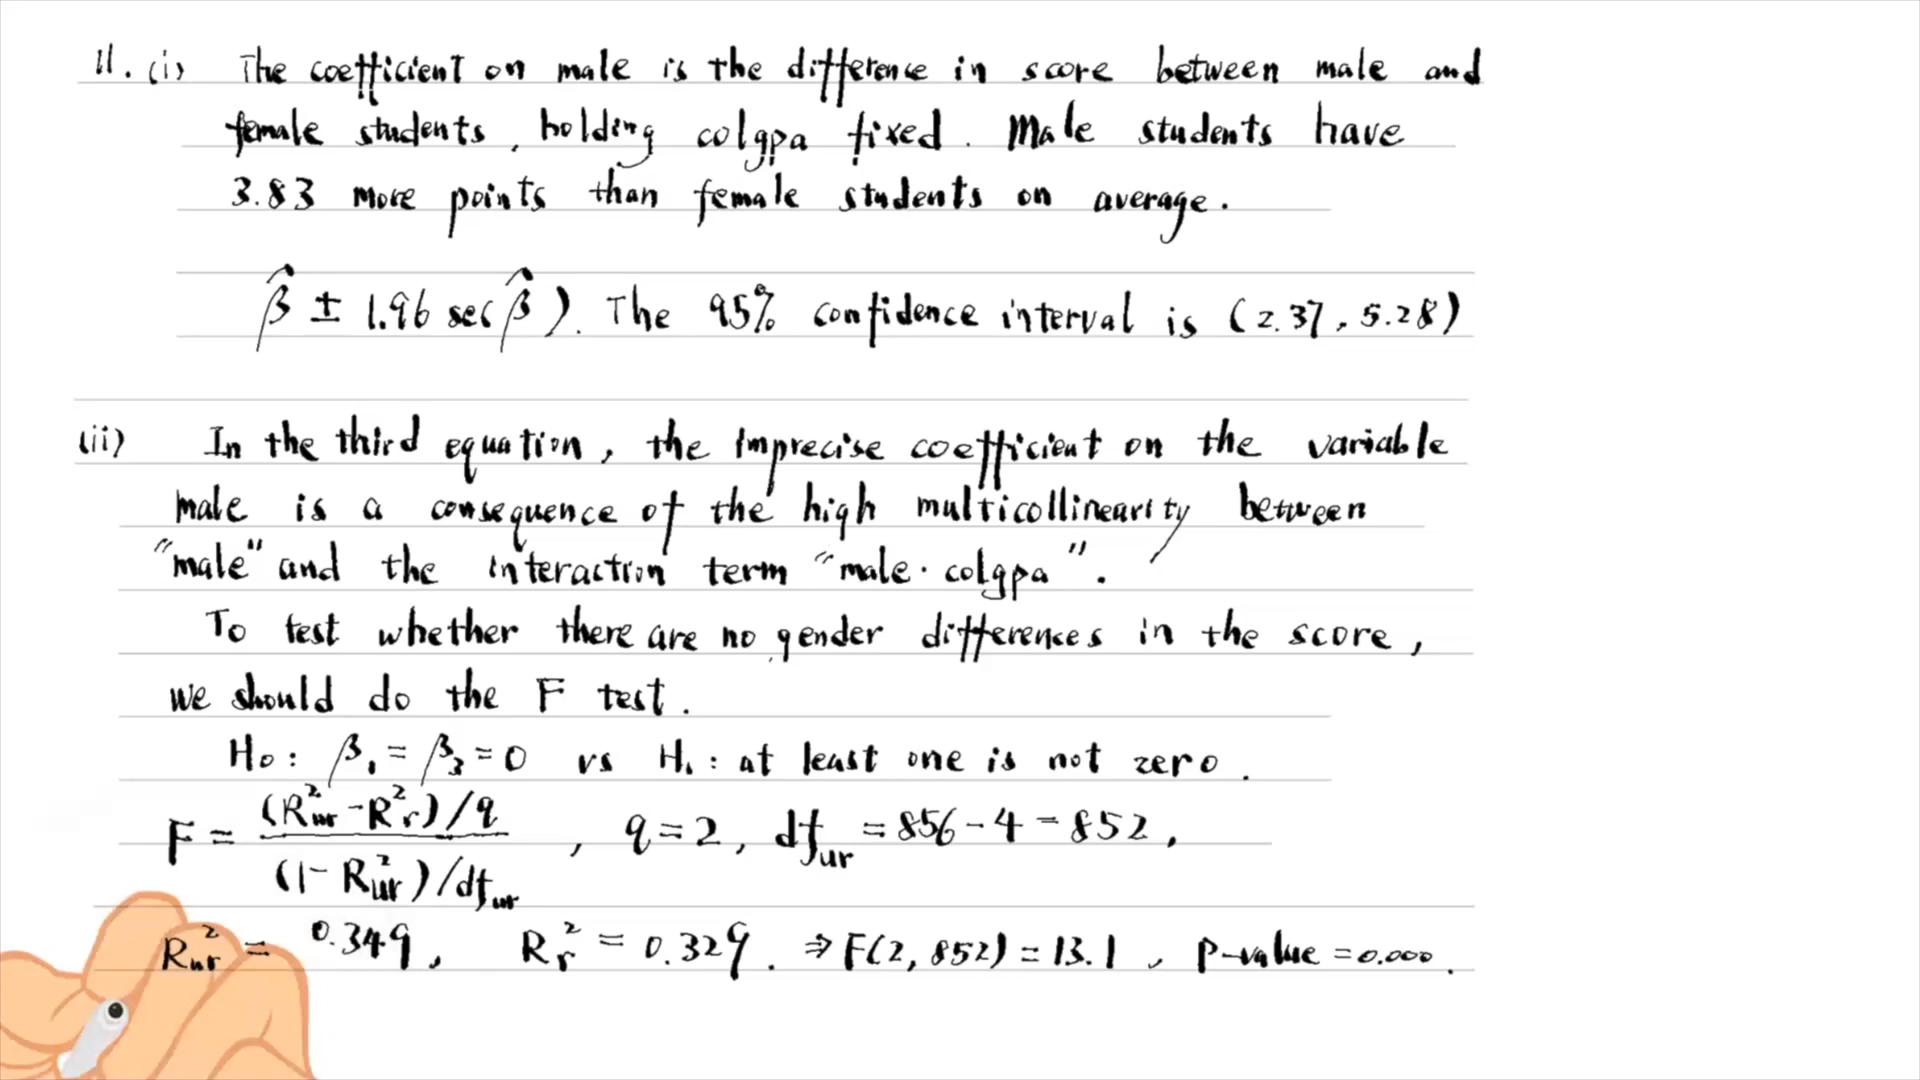 11. (i) The coefficient on male is the difference in score between male and
female students, holding colgpa fixed. Male students have
3.83 more points than female students on average.
β̂ ± 1.96 se(β̂). The 95% confidence interval is (2.37, 5.28)
(ii) In the third equation, the imprecise coefficient on the variable
male is a consequence of the high multicollinearity between
"male" and the interaction term "male·colgpa".
To test whether there are no gender differences in the score,
we should do the F test.
H₀: β₁ = β₃ = 0 vs H₁: at least one is not zero.
F = (R²ur - R²r)/q / (1 - R²ur)/dfur , q = 2, dfur = 856 - 4 = 852,
R²ur = 0.349, R²r = 0.329. ⇒ F(2, 852) = 13.1, P-value = 0.000.